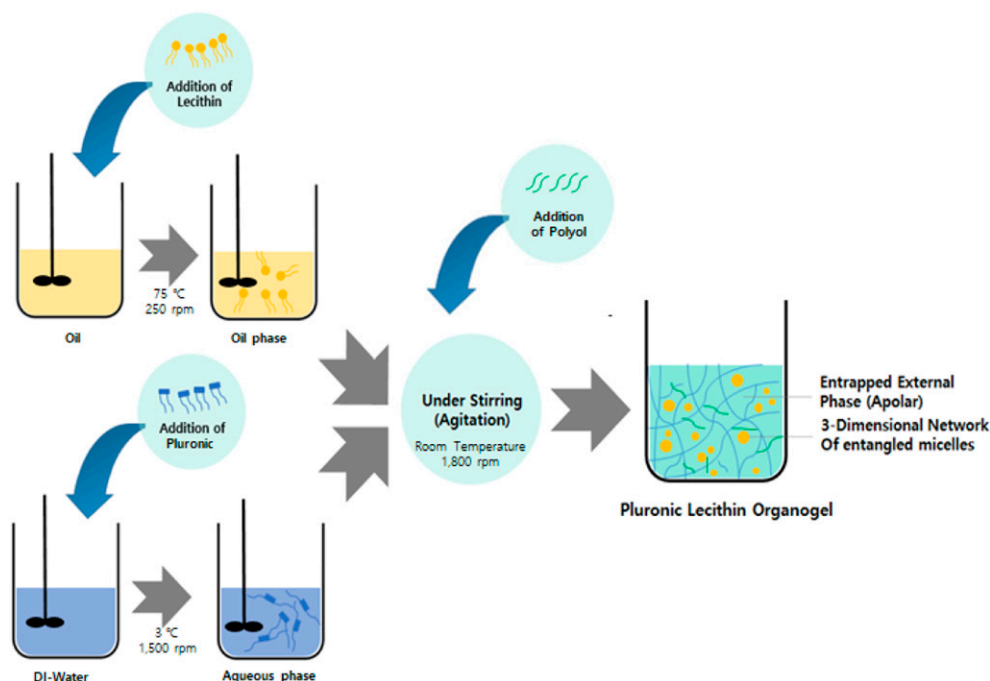 Addition of
Lecithin
75 ℃
250 rpm
Oil
Oil phase
Addition
of Polyol
Addition of
Pluronic
Under Stirring
(Agitation)
Room Temperature
1,800 rpm
Entrapped External
Phase (Apolar)
3-Dimensional Network
Of entangled micelles
Pluronic Lecithin Organogel
3 ℃
1,500 rpm
DI-Water
Aqueous phase